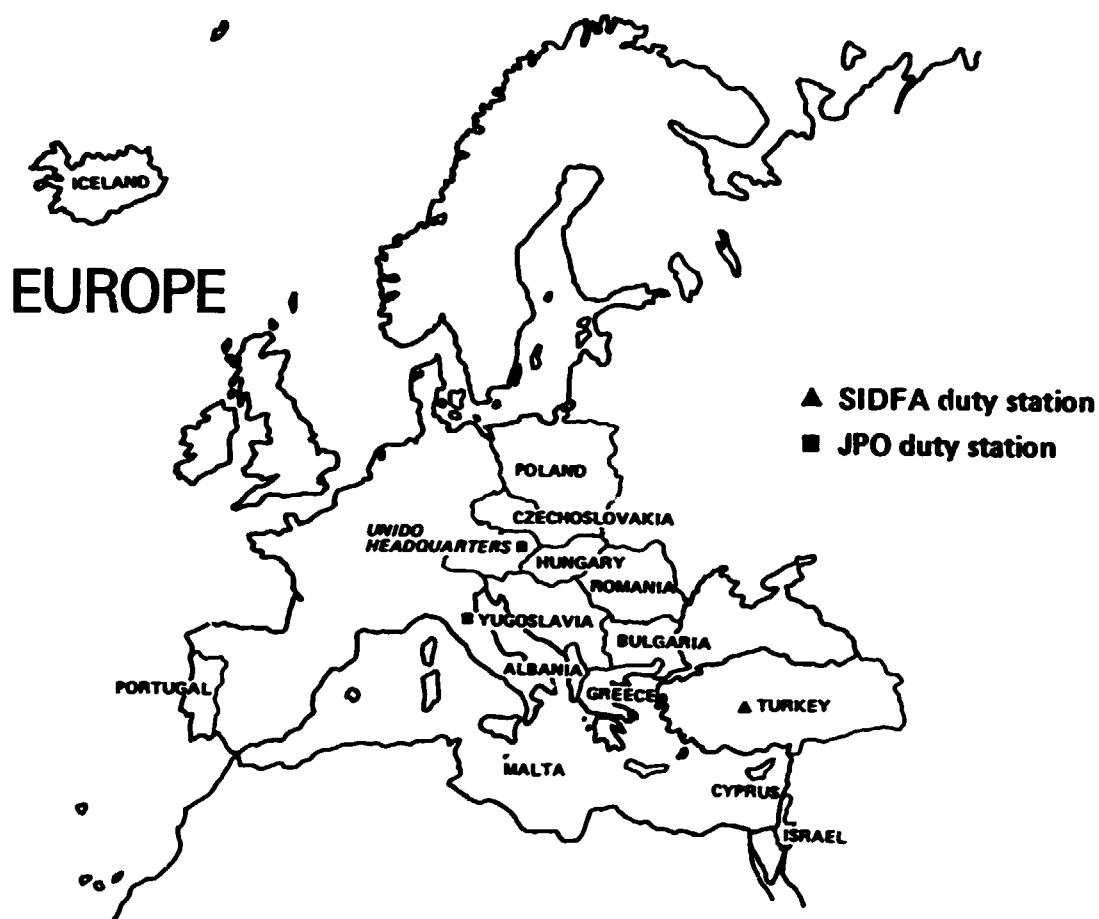 ICELAND
EUROPE
▲ SIDFA duty station
■ JPO duty station
POLAND
CZECHOSLOVAKIA
UNIDO
HEADQUARTERS ■
HUNGARY
ROMANIA
■ YUGOSLAVIA
BULGARIA
ALBANIA
PORTUGAL
GREECE
▲ TURKEY
MALTA
CYPRUS
ISRAEL